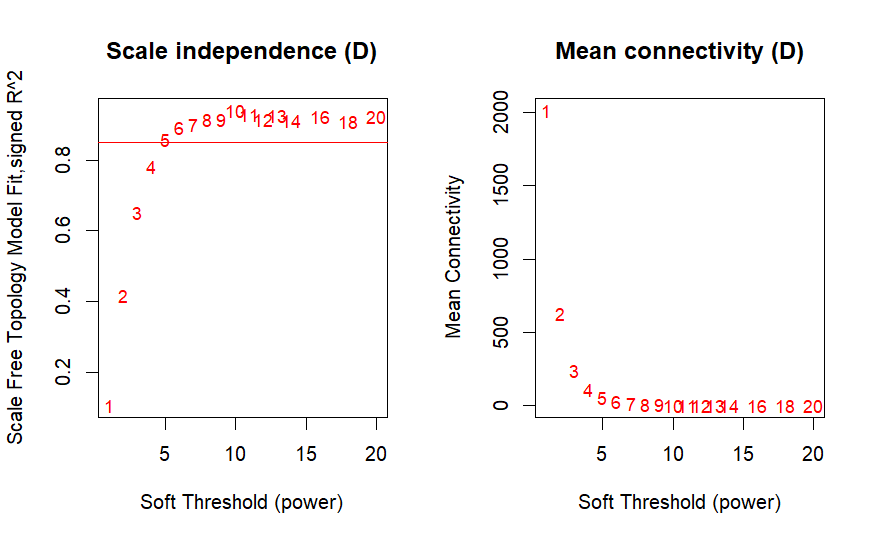 Scale independence (D)
Scale Free Topology Model Fit,signed R^2
0.2 0.4 0.6 0.8
1 2 3 4 5 6 7 8 9 10 11 12 13 14 16 18 20
5 10 15 20
Soft Threshold (power)
Mean connectivity (D)
Mean Connectivity
0 500 1000 1500 2000
1 2 3 4 5 6 7 8 9 10 11 12 13 14 16 18 20
5 10 15 20
Soft Threshold (power)